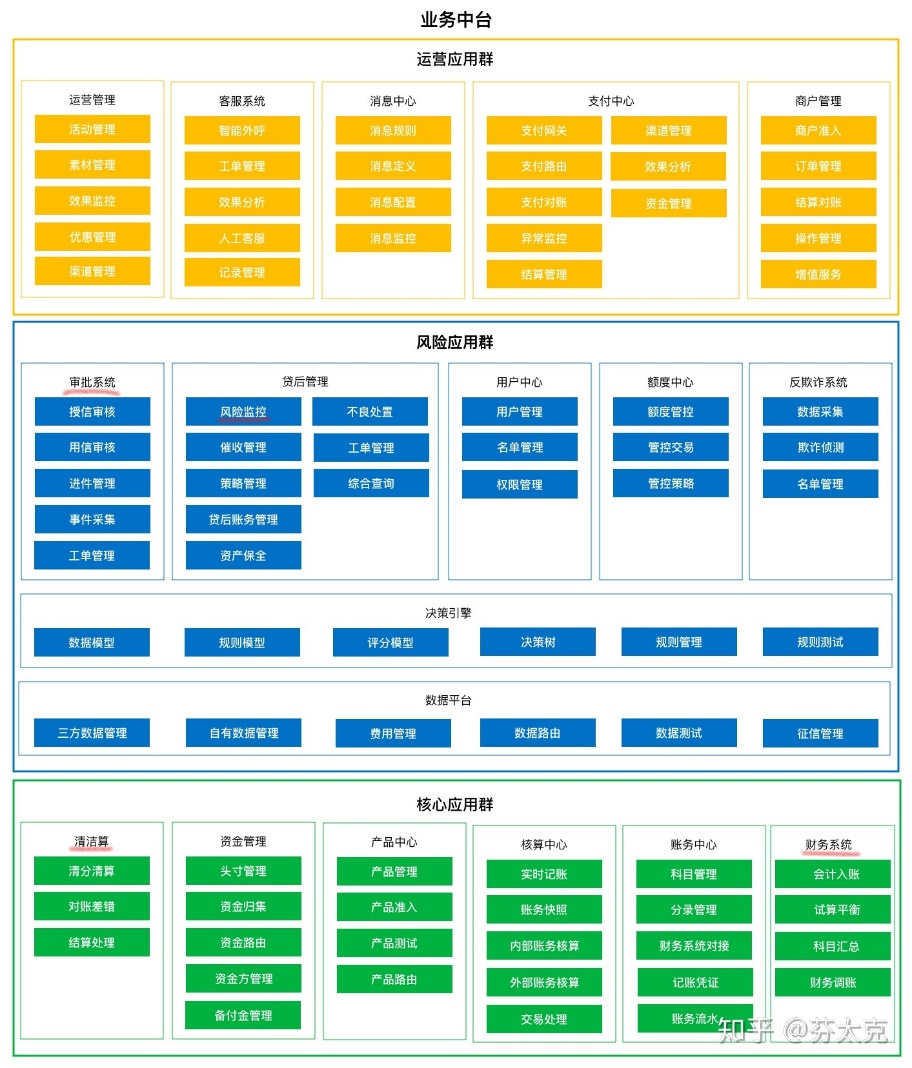 业务中台
运营应用群
运营管理
活动管理
素材管理
效果监控
优惠管理
渠道管理
客服系统
智能外呼
工单管理
效果分析
人工客服
记录管理
消息中心
消息规则
消息定义
消息配置
消息监控
支付中心
支付网关
渠道管理
支付路由
效果分析
支付对账
资金管理
异常监控
结算管理
商户管理
商户准入
订单管理
结算对账
操作管理
增值服务
风险应用群
审批系统
授信审核
用信审核
进件管理
事件采集
工单管理
贷后管理
风险监控
不良处置
催收管理
工单管理
策略管理
综合查询
贷后账务管理
资产保全
用户中心
用户管理
名单管理
权限管理
额度中心
额度管控
管控交易
管控策略
反欺诈系统
数据采集
欺诈侦测
名单管理
决策引擎
数据模型
规则模型
评分模型
决策树
规则管理
规则测试
数据平台
三方数据管理
自有数据管理
费用管理
数据路由
数据测试
征信管理
核心应用群
清洁算
清分清算
对账差错
结算处理
资金管理
头寸管理
资金归集
资金路由
资金方管理
备付金管理
产品中心
产品管理
产品准入
产品测试
产品路由
核算中心
实时记账
账务快照
内部账务核算
外部账务核算
交易处理
账务中心
科目管理
分录管理
财务系统对接
记账凭证
账务流水
财务系统
会计入账
试算平衡
科目汇总
财务调账
知乎 @芬太克